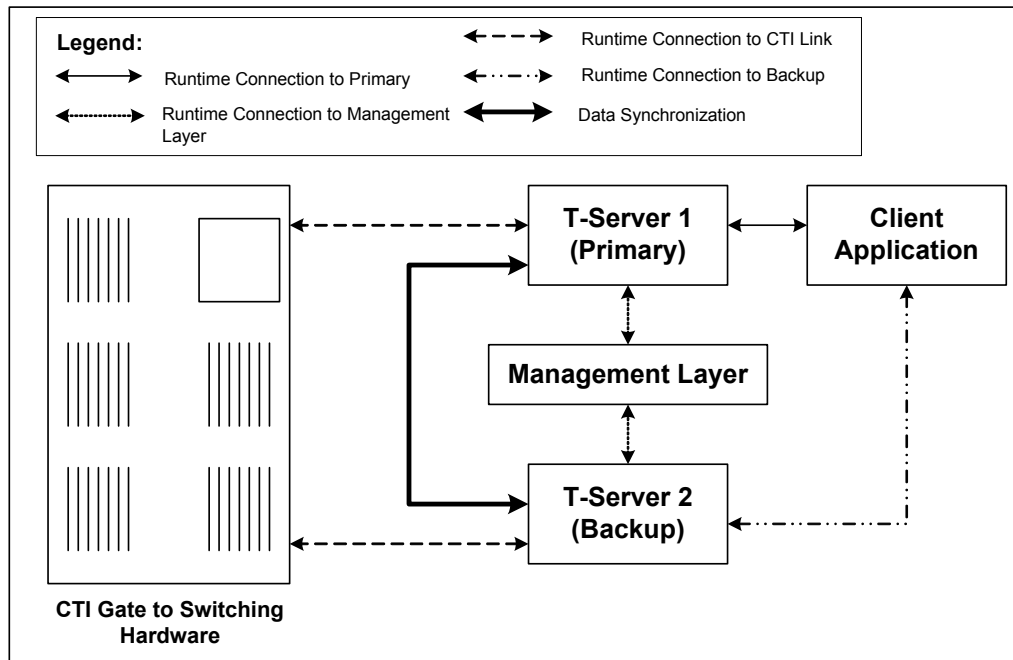 Legend:
Runtime Connection to Primary
Runtime Connection to Management
Layer
Runtime Connection to CTI Link
Runtime Connection to Backup
Data Synchronization
T-Server 1
(Primary)
Client
Application
Management Layer
T-Server 2
(Backup)
CTI Gate to Switching
Hardware